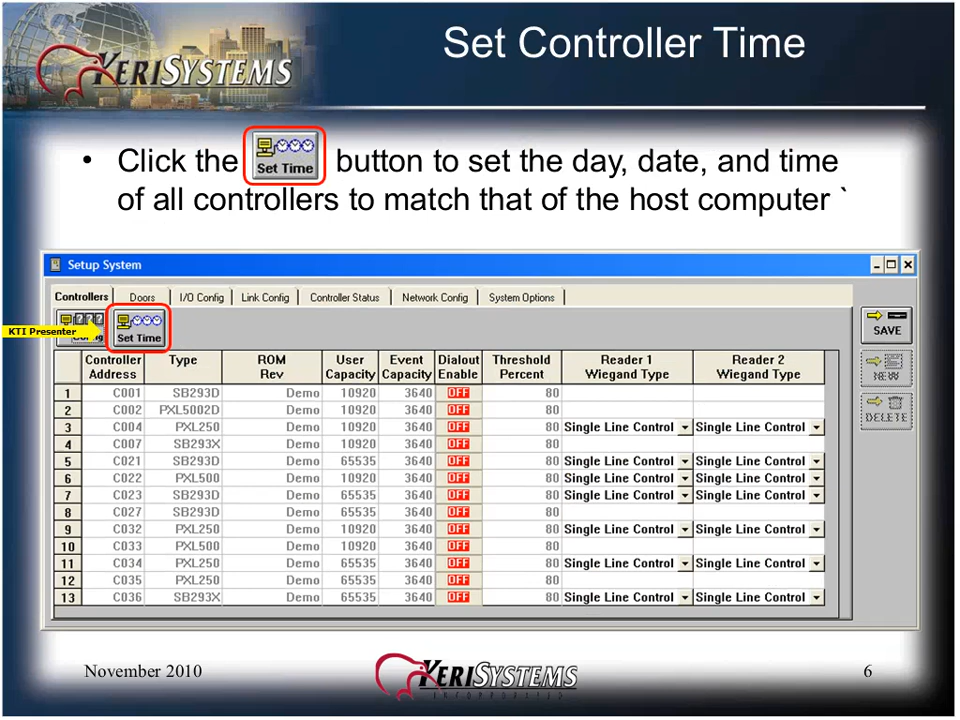 KERISYSTEMS
Set Controller Time
• Click the Set Time button to set the day, date, and time
of all controllers to match that of the host computer `
Setup System
Controllers Doors I/O Config Link Config Controller Status Network Config System Options
KTI Presenter Config Set Time SAVE
NEW
DELETE
Controller Address Type ROM Rev User Capacity Event Capacity Dialout Enable Threshold Percent Reader 1 Wiegand Type Reader 2 Wiegand Type
1 C001 SB293D Demo 10920 3640 OFF 80
2 C002 PXL5002D Demo 10920 3640 OFF 80
3 C004 PXL250 Demo 10920 3640 OFF 80 Single Line Control Single Line Control
4 C007 SB293X Demo 10920 3640 OFF 80
5 C021 SB293D Demo 65535 3640 OFF 80 Single Line Control Single Line Control
6 C022 PXL500 Demo 10920 3640 OFF 80 Single Line Control Single Line Control
7 C023 SB293D Demo 65535 3640 OFF 80 Single Line Control Single Line Control
8 C027 SB293D Demo 65535 3640 OFF 80
9 C032 PXL250 Demo 10920 3640 OFF 80 Single Line Control Single Line Control
10 C033 PXL500 Demo 10920 3640 OFF 80
11 C034 PXL250 Demo 65535 3640 OFF 80 Single Line Control Single Line Control
12 C035 PXL250 Demo 65535 3640 OFF 80
13 C036 SB293X Demo 65535 3640 OFF 80 Single Line Control Single Line Control
November 2010
KERISYSTEMS
INCORPORATED
6